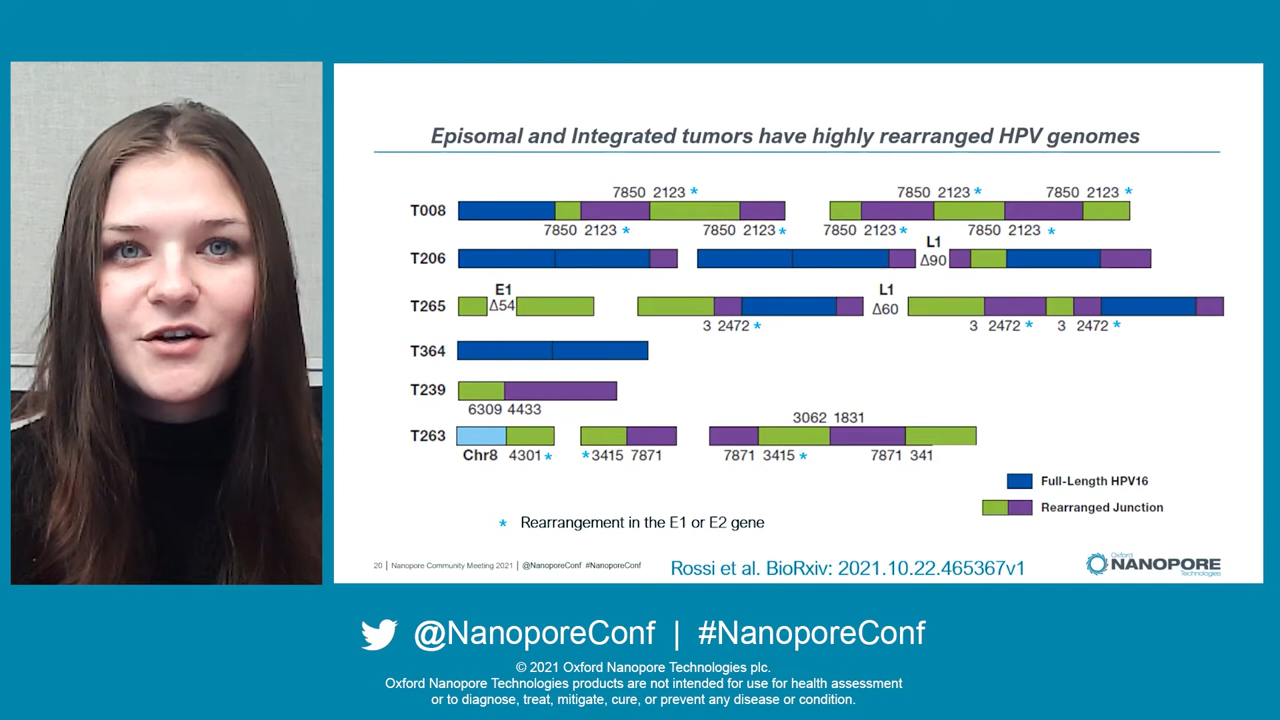 Episomal and Integrated tumors have highly rearranged HPV genomes
7850 2123 * 7850 2123 * 7850 2123 *
T008
7850 2123 * 7850 2123 * 7850 2123 * 7850 2123 *
L1
T206 Δ90
E1 L1
T265 Δ54 Δ60
3 2472 * 3 2472 * 3 2472 *
T364
T239
6309 4433
3062 1831
T263
Chr8 4301 * *3415 7871 7871 3415 * 7871 341
Full-Length HPV16
Rearranged Junction
* Rearrangement in the E1 or E2 gene
20 | Nanopore Community Meeting 2021 | @NanoporeConf #NanoporeConf
Rossi et al. BioRxiv: 2021.10.22.465367v1
Oxford
NANOPORE
Technologies
@NanoporeConf | #NanoporeConf
© 2021 Oxford Nanopore Technologies plc.
Oxford Nanopore Technologies products are not intended for use for health assessment
or to diagnose, treat, mitigate, cure, or prevent any disease or condition.